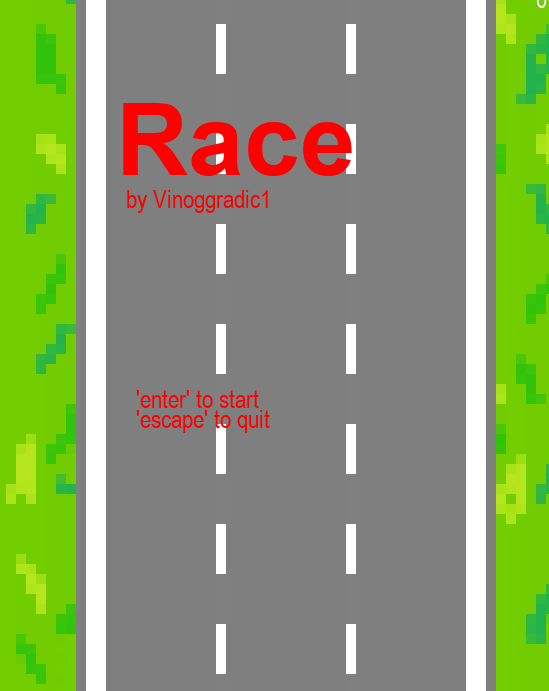 Race
by Vinoggradic1
'enter' to start
'escape' to quit